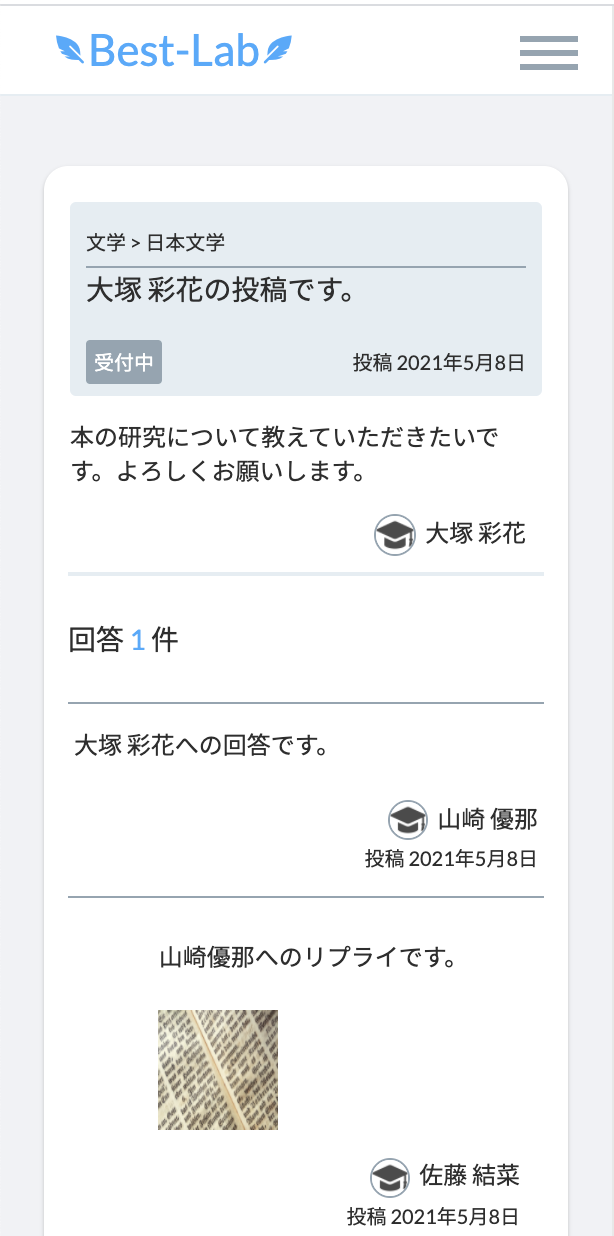 Best-Lab
文学 > 日本文学
大塚 彩花の投稿です。
受付中
投稿 2021年5月8日
本の研究について教えていただきたいで
す。よろしくお願いします。
大塚 彩花
回答 1 件
大塚 彩花への回答です。
山崎 優那
投稿 2021年5月8日
山崎優那へのリプライです。
佐藤 結菜
投稿 2021年5月8日